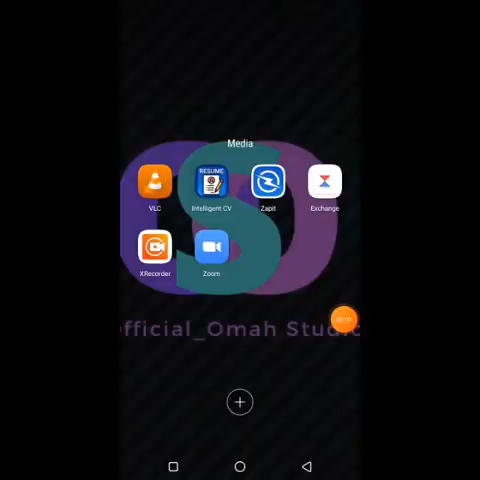 Media
RESUME
VLC
Intelligent CV
Zapit
Exchange
XRecorder
Zoom
fficial_Omah Studio